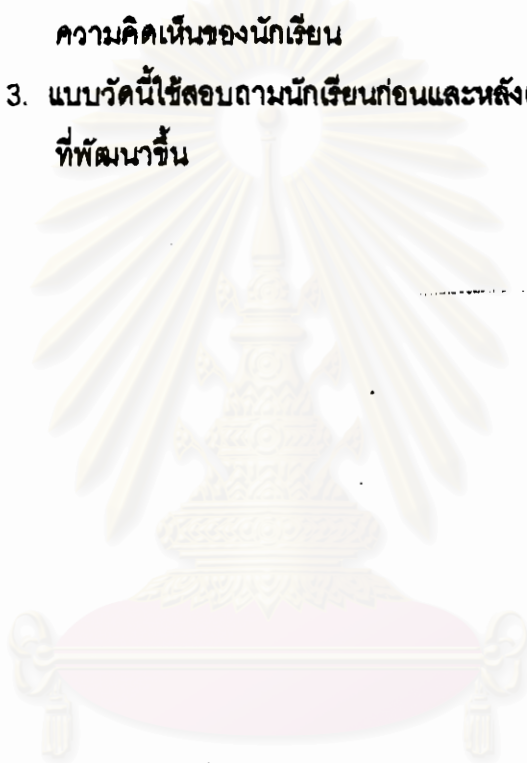 ความคิดเห็นของนักเรียน
3. แบบวัดนี้ใช้สอบถามนักเรียนก่อนและหลัง
ที่พัฒนาขึ้น